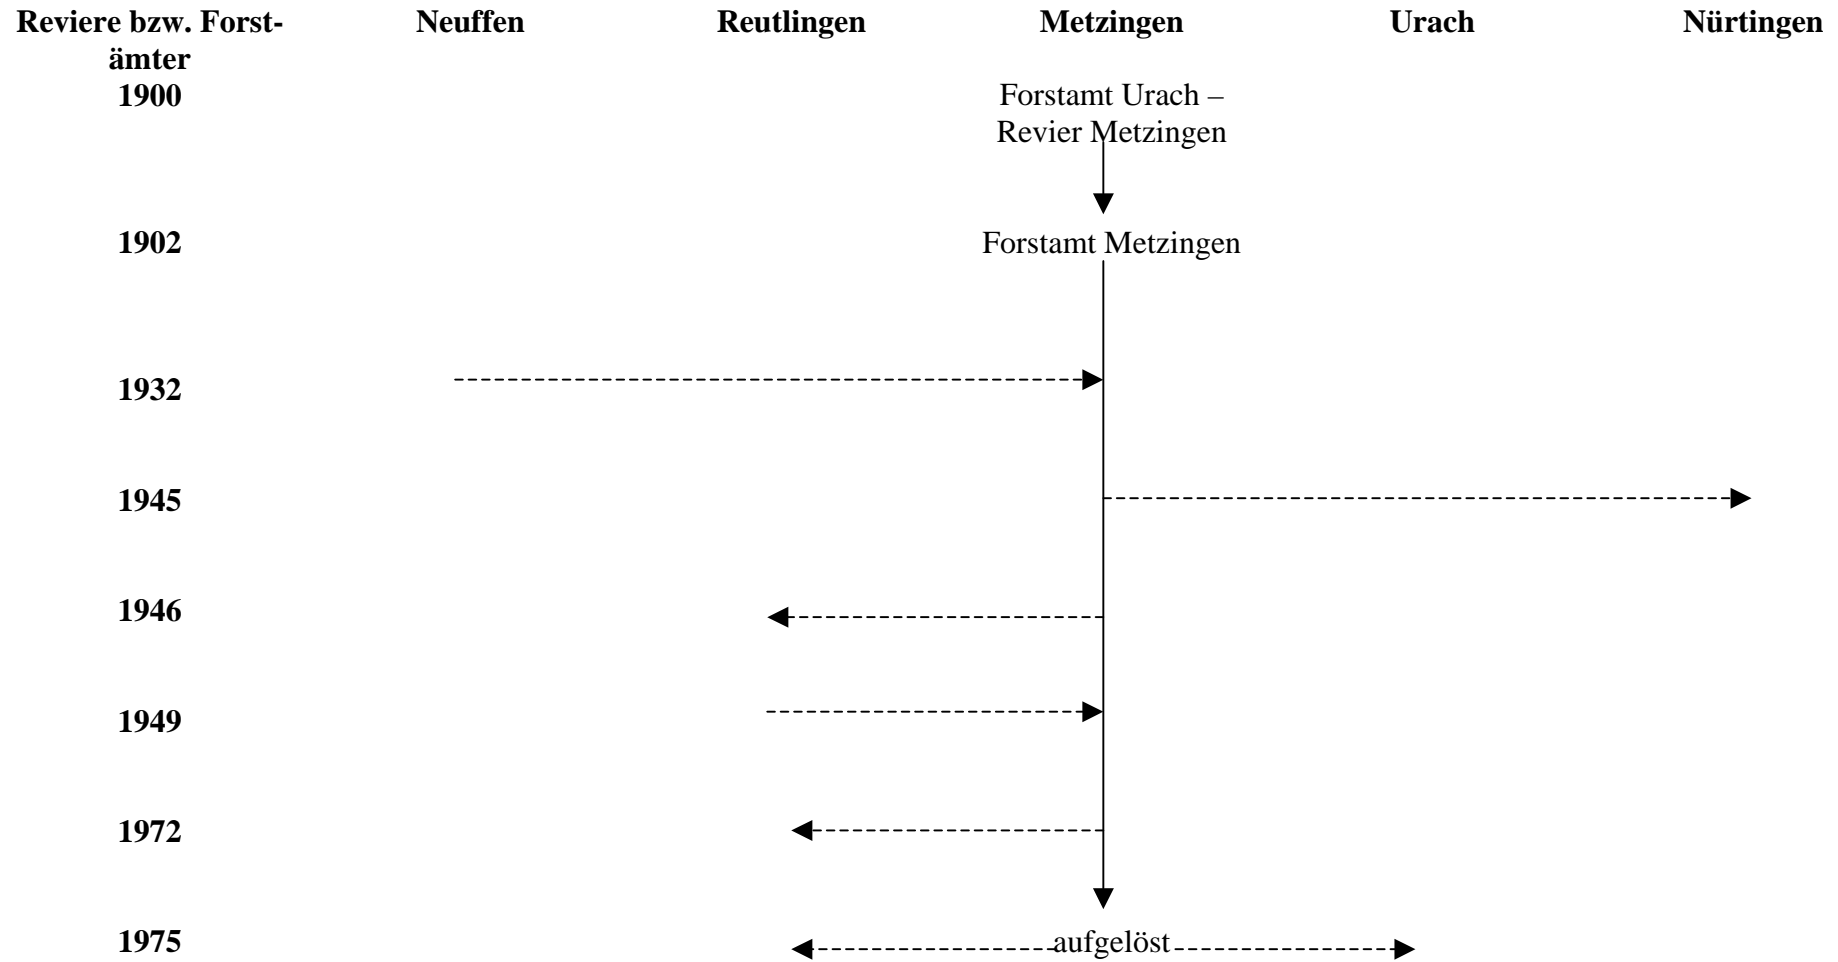 Reviere bzw. Forst- Neuffen Reutlingen Metzingen Urach Nürtingen
ämter
1900 Forstamt Urach –
Revier Metzingen
1902 Forstamt Metzingen
1932
1945
1946
1949
1972
1975 aufgelöst